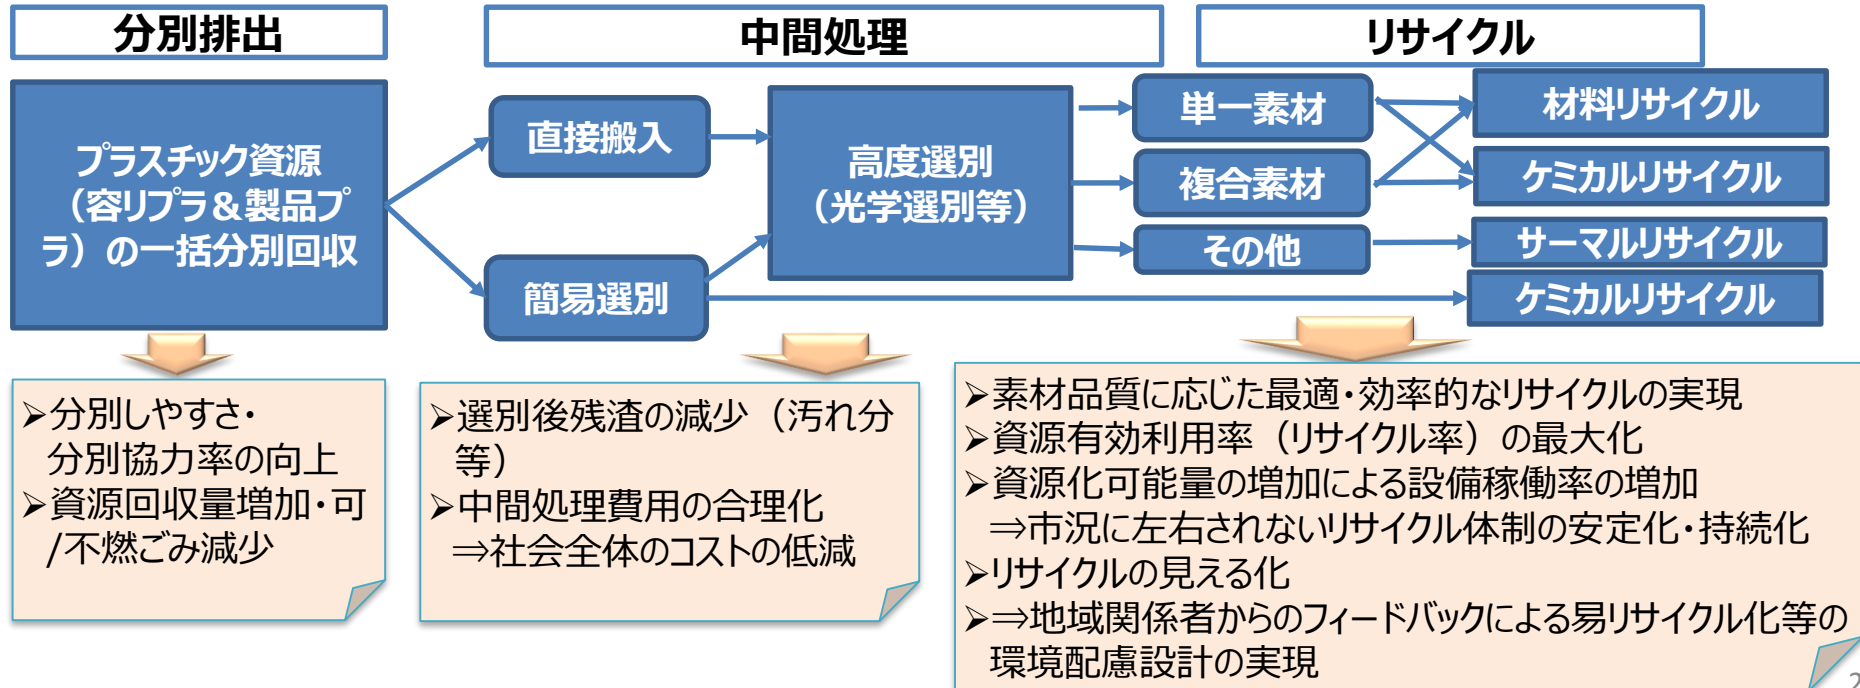 分別排出
中間処理
リサイクル
プラスチック資源
（容リプラ＆製品プ
ラ）の一括分別回収
直接搬入
簡易選別
高度選別
（光学選別等）
単一素材
複合素材
その他
材料リサイクル
ケミカルリサイクル
サーマルリサイクル
ケミカルリサイクル
➢分別しやすさ・
分別協力率の向上
➢資源回収量増加・可
/不燃ごみ減少
➢選別後残渣の減少（汚れ分
等）
➢中間処理費用の合理化
⇒社会全体のコストの低減
➢素材品質に応じた最適・効率的なリサイクルの実現
➢資源有効利用率（リサイクル率）の最大化
➢資源化可能量の増加による設備稼働率の増加
⇒市況に左右されないリサイクル体制の安定化・持続化
➢リサイクルの見える化
➢⇒地域関係者からのフィードバックによる易リサイクル化等の
環境配慮設計の実現